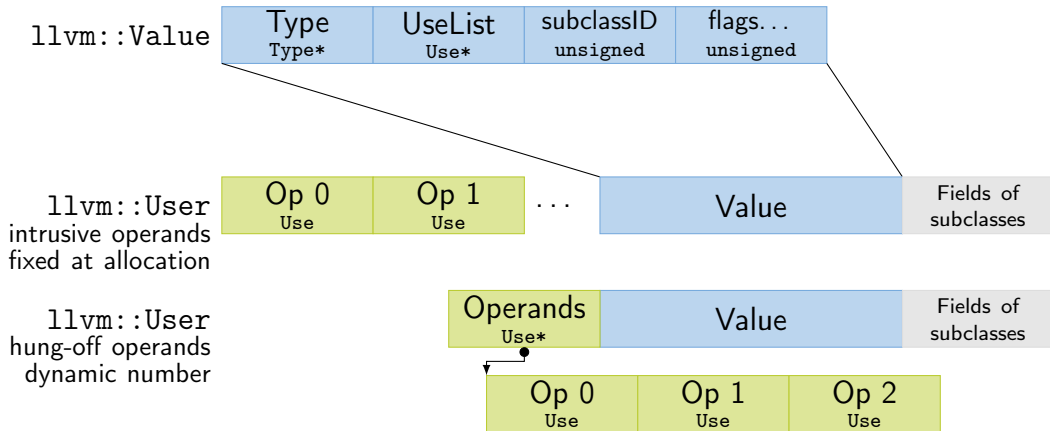 llvm::Value
Type
Type*
UseList
Use*
subclassID
unsigned
flags...
unsigned
llvm::User
intrusive operands
fixed at allocation
Op 0
Use
Op 1
Use
...
Value
Fields of
subclasses
llvm::User
hung-off operands
dynamic number
Operands
Use*
Value
Fields of
subclasses
Op 0
Use
Op 1
Use
Op 2
Use